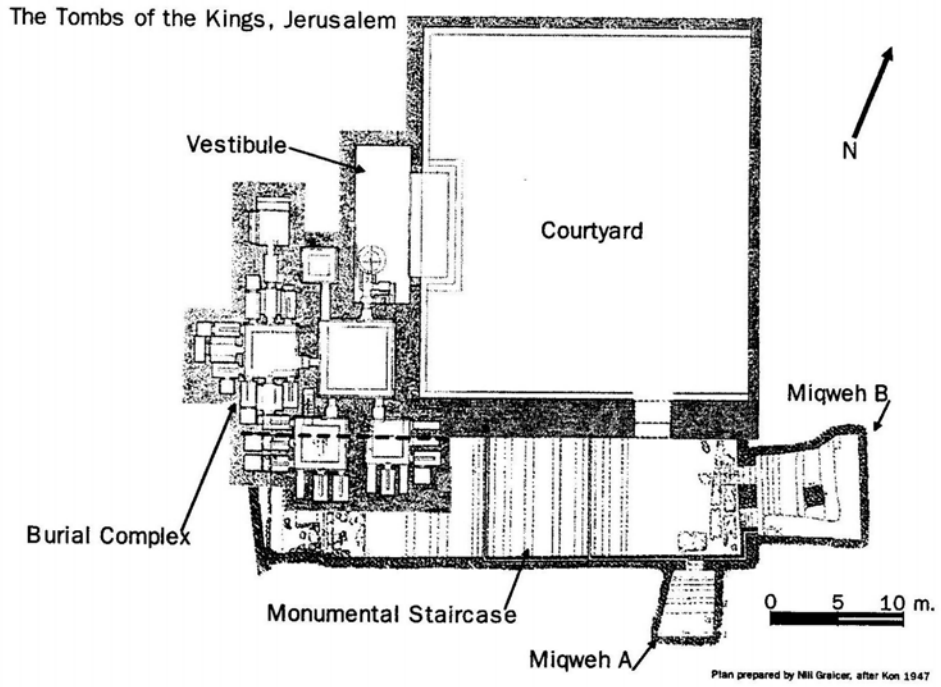 The Tombs of the Kings, Jerusalem
Vestibule
N
Courtyard
Miqweh B
Burial Complex
Monumental Staircase
0 5 10 m.
Miqweh A
Plan prepared by Nili Graicer, after Kon 1947